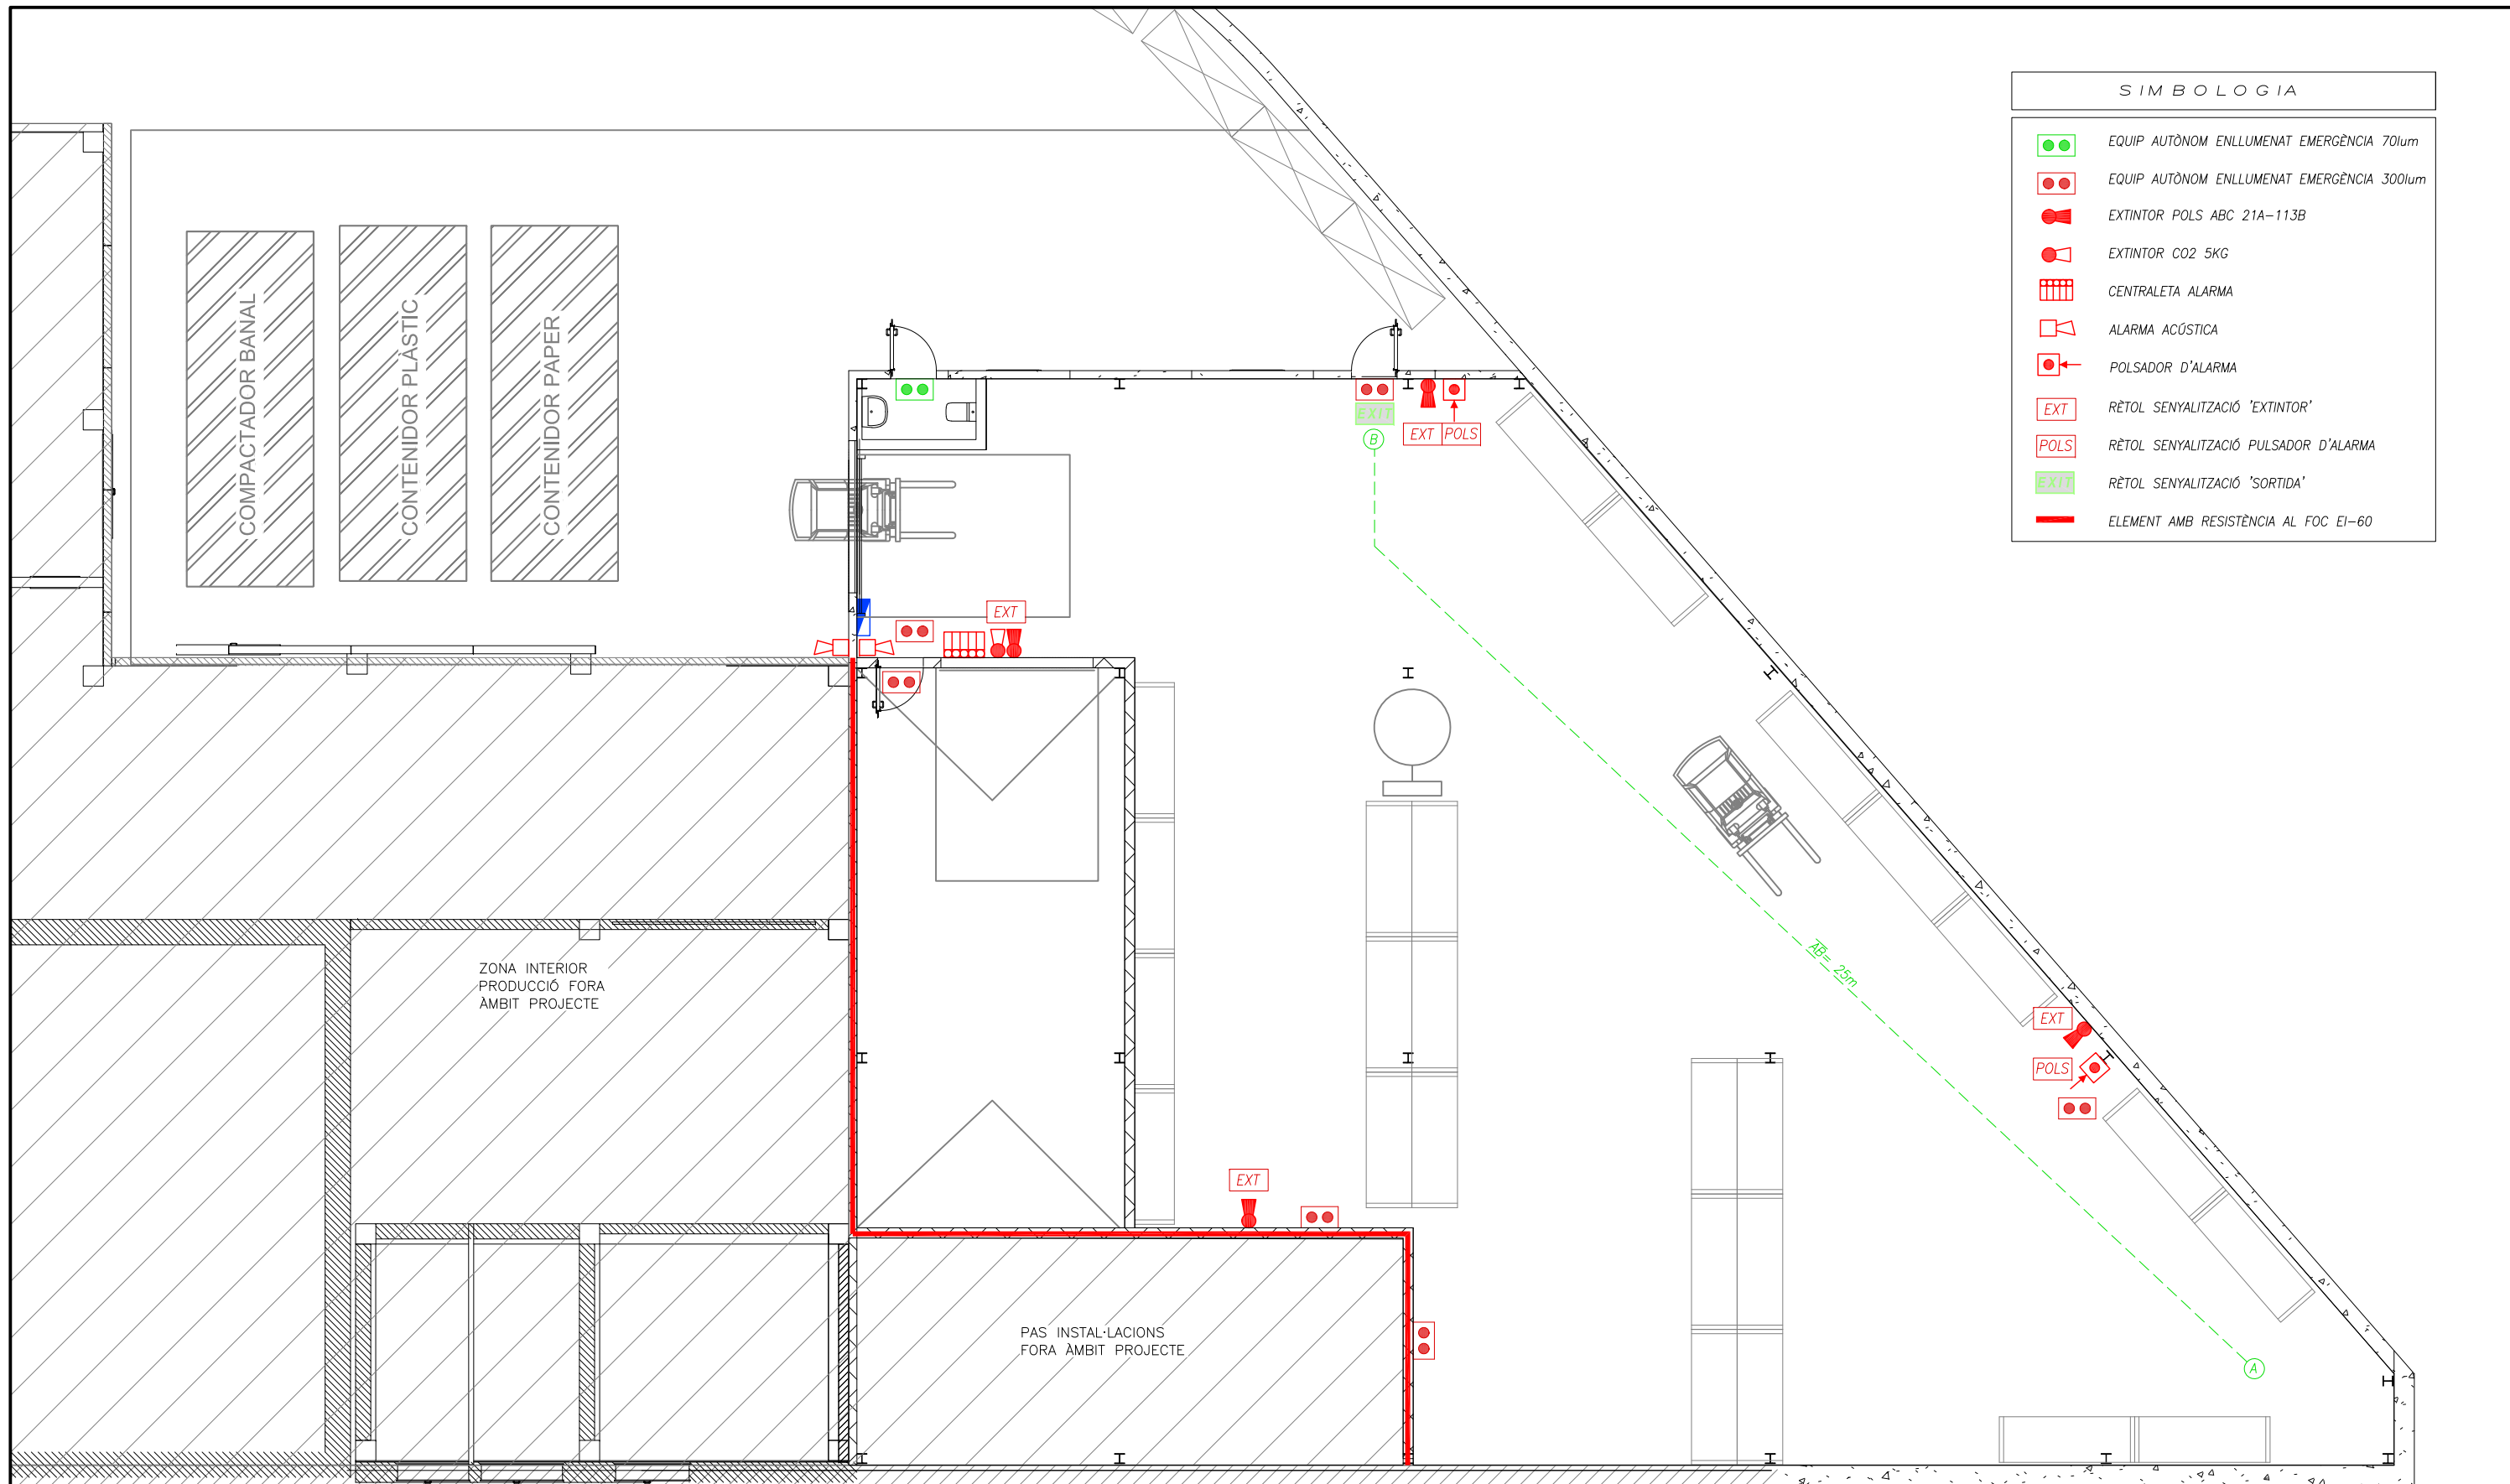 SIMBOLOGIA
EQUIP AUTÒNOM ENLLUMENAT EMERGÈNCIA 70lum
EQUIP AUTÒNOM ENLLUMENAT EMERGÈNCIA 300lum
EXTINTOR POLS ABC 21A-113B
EXTINTOR CO2 5KG
CENTRALETA ALARMA
ALARMA ACÚSTICA
POLSADOR D'ALARMA
EXT RÈTOL SENYALITZACIÓ 'EXTINTOR'
POLS RÈTOL SENYALITZACIÓ PULSADOR D'ALARMA
EXIT RÈTOL SENYALITZACIÓ 'SORTIDA'
ELEMENT AMB RESISTÈNCIA AL FOC EI-60
COMPACTADOR BANAL
CONTENIDOR PLÀSTIC
CONTENIDOR PAPER
EXIT
B
EXT POLS
EXT
AB= 25m
ZONA INTERIOR
PRODUCCIÓ FORA
ÀMBIT PROJECTE
EXT
POLS
EXT
PAS INSTAL·LACIONS
FORA ÀMBIT PROJECTE
A